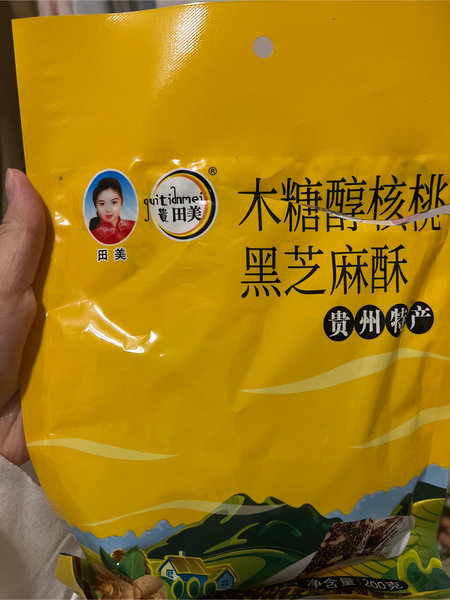 guitianmei®
貴田美
田美
木糖醇核桃
黑芝麻酥
贵州特产
净含量:200克